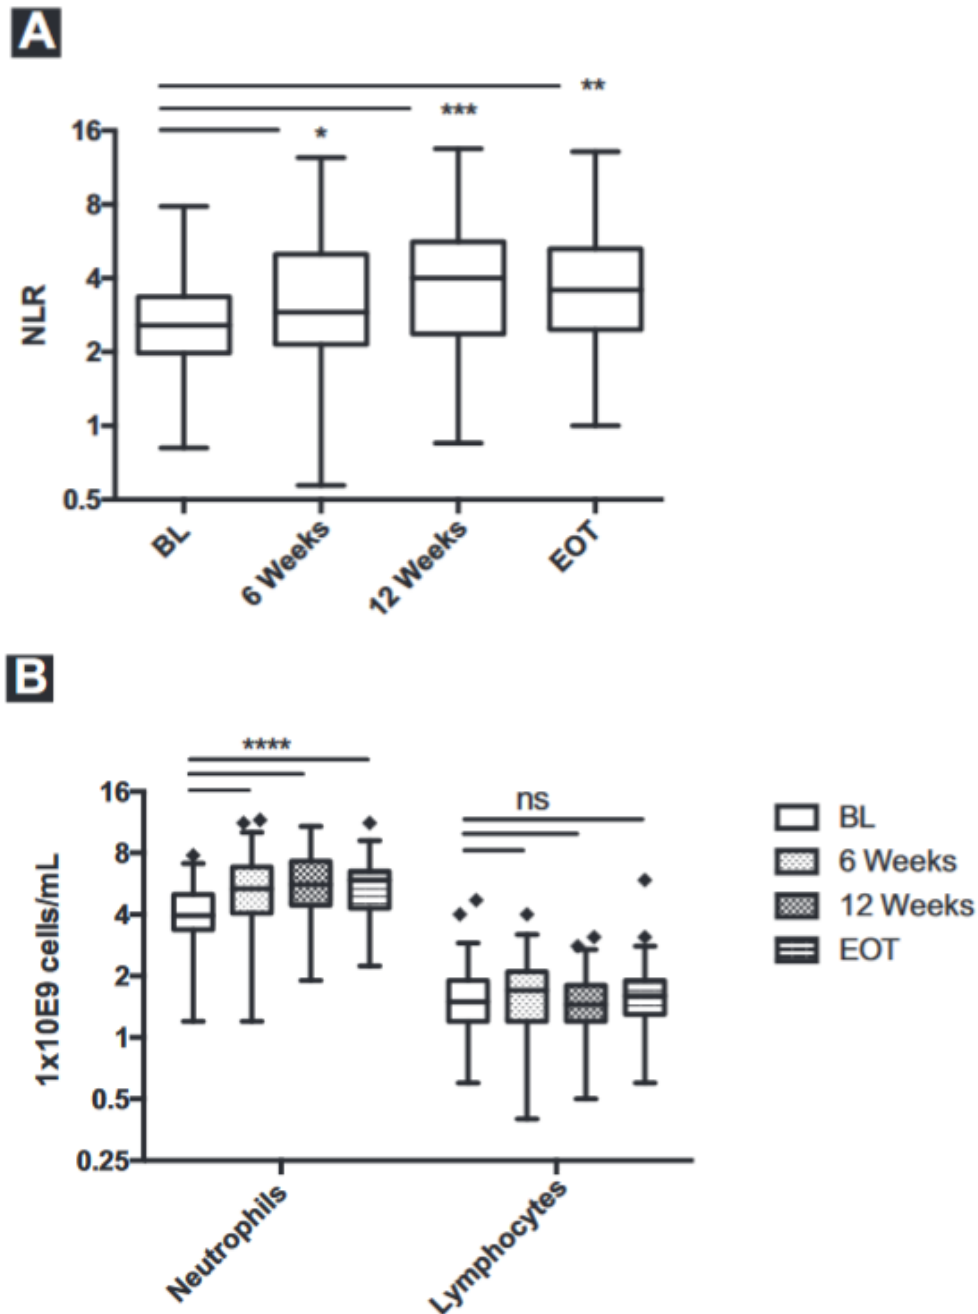 A
**
***
*
16
8
4
2
1
0.5
NLR
BL
6 Weeks
12 Weeks
EOT
B
****
ns
16
8
4
2
1
0.5
0.25
1x10E9 cells/mL
Neutrophils
Lymphocytes
BL
6 Weeks
12 Weeks
EOT